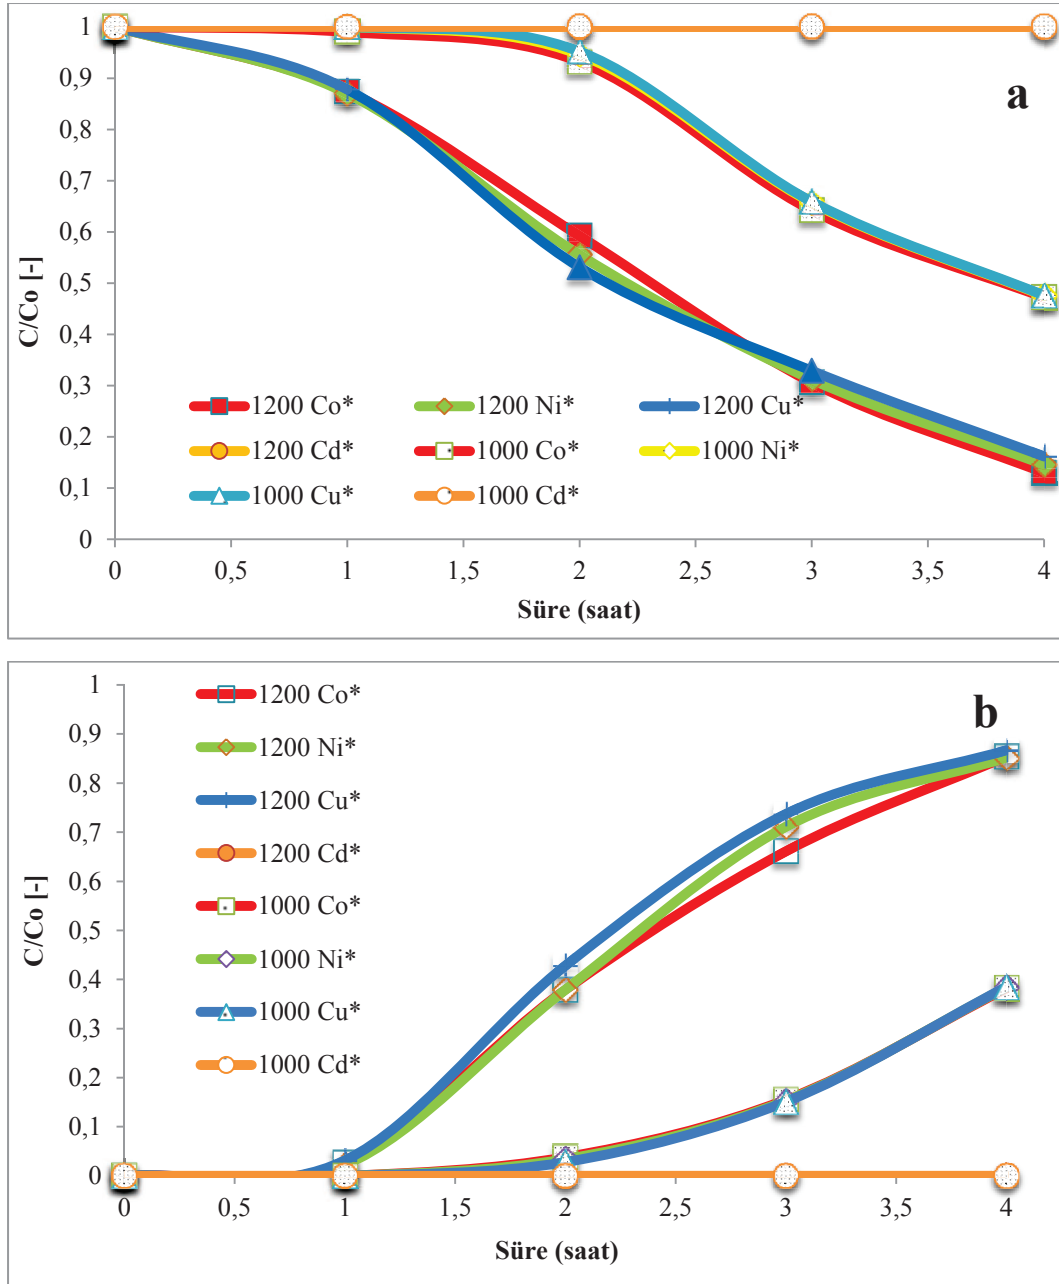 1
0,9
a
0,8
0,7
0,6
C/Co [-]
0,5
0,4
0,3
1200 Co* 1200 Ni* 1200 Cu*
0,2
1200 Cd* 1000 Co* 1000 Ni*
0,1
1000 Cu* 1000 Cd*
0
0 0,5 1 1,5 2 2,5 3 3,5 4
Süre (saat)
1
1200 Co*
b
0,9
1200 Ni*
0,8
1200 Cu*
0,7
1200 Cd*
0,6
C/Co [-]
1000 Co*
0,5
1000 Ni*
0,4
1000 Cu*
0,3
1000 Cd*
0,2
0,1
0
0 0,5 1 1,5 2 2,5 3 3,5 4
Süre (saat)